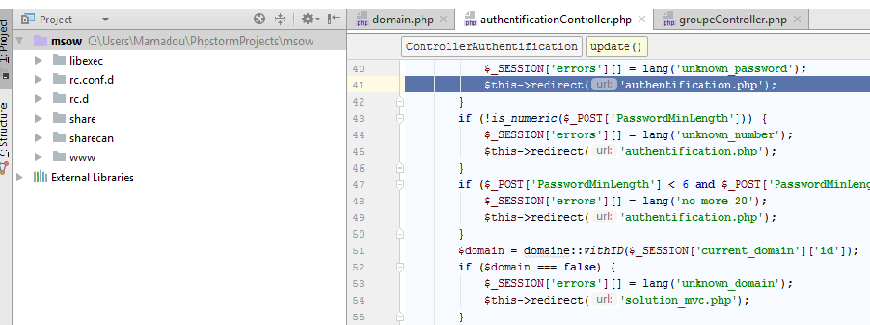 Project
domain.php
authentificationController.php
groupeController.php
1: Project
msow C:\Users\Mamadou\PhpstormProjects\msow
ControllerAuthentification
update()
libexec
rc.conf.d
rc.d
share
sharecan
www
External Libraries
Z: Structure
40 $_SESSION['errors'][] = lang('unknown_password');
41 $this->redirect( url: 'authentification.php');
42 }
43 if (!is_numeric($_POST['PasswordMinLength'])) {
44 $_SESSION['errors'][] = lang('unknown_number');
45 $this->redirect( url: 'authentification.php');
46 }
47 if ($_POST['PasswordMinLength'] < 6 and $_POST['PasswordMinLeng
48 $_SESSION['errors'][] = lang('no more 20');
49 $this->redirect( url: 'authentification.php');
50 }
51 $domain = domaine::withID($_SESSION['current_domain']['id']);
52 if ($domain === false) {
53 $_SESSION['errors'][] = lang('unknown_domain');
54 $this->redirect( url: 'solution_mvc.php');
55 }